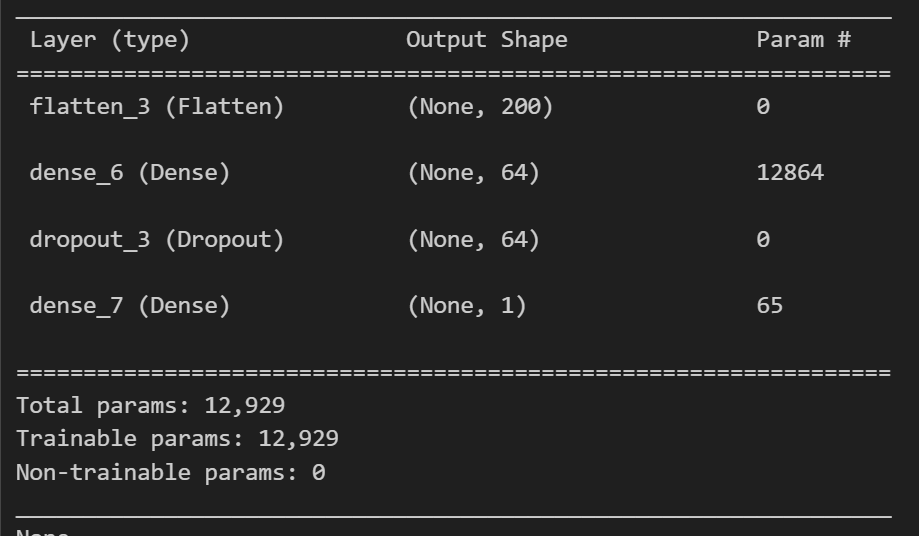 Layer (type) Output Shape Param #
=================================================================
flatten_3 (Flatten) (None, 200) 0
dense_6 (Dense) (None, 64) 12864
dropout_3 (Dropout) (None, 64) 0
dense_7 (Dense) (None, 1) 65
=================================================================
Total params: 12,929
Trainable params: 12,929
Non-trainable params: 0
None